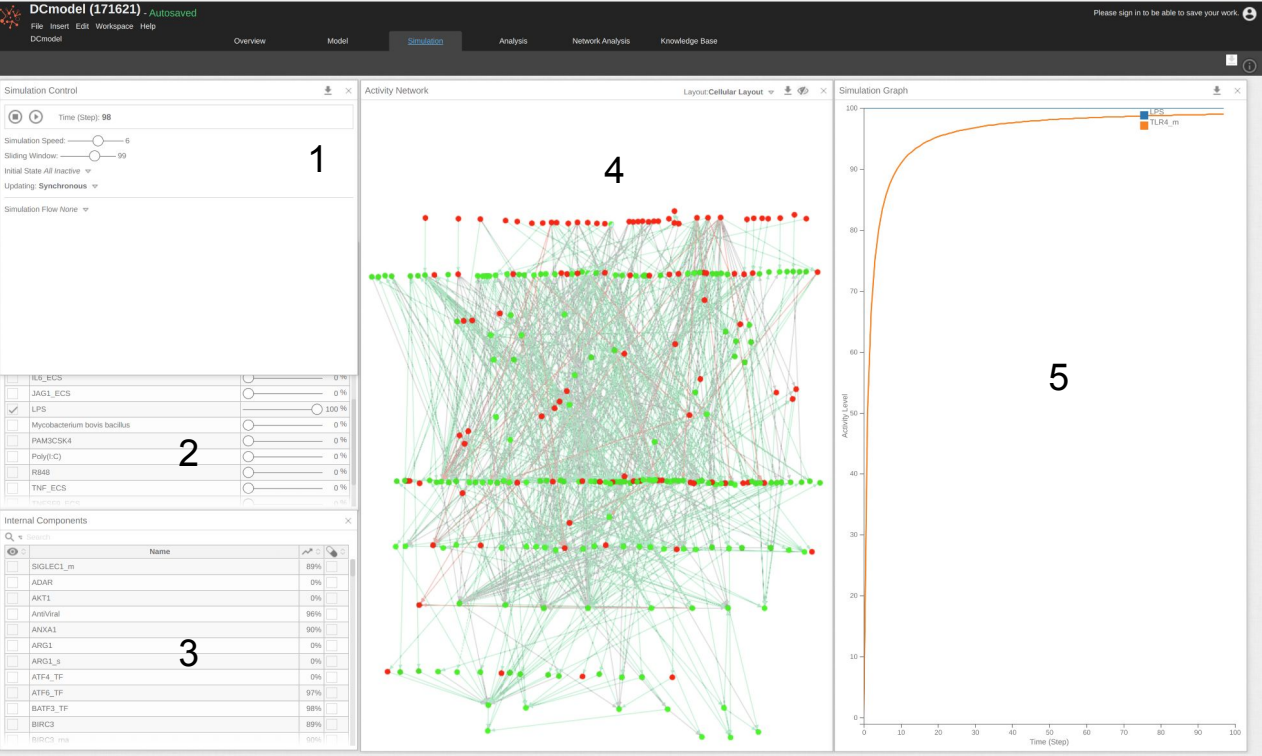 DCmodel (171621) - Autosaved
Please sign in to be able to save your work.
File Insert Edit Workspace Help
DCmodel
Overview Model Simulation Analysis Network Analysis Knowledge Base
Simulation Control
Time (Step): 98
Simulation Speed: 6
Sliding Window: 99
Initial State All Inactive
Updating: Synchronous
Simulation Flow None
1
IL6_ECS 0 %
JAG1_ECS 0 %
LPS 100 %
Mycobacterium bovis bacillus 0 %
PAM3CSK4 0 %
Poly(I:C) 0 %
R848 0 %
TNF_ECS 0 %
2
Internal Components
Search
Name
SIGLEC1_m 89%
ADAR 0%
AKT1 0%
AntiViral 96%
ANXA1 90%
ARG1 0%
ARG1_s 0%
ATF4_TF 0%
ATF6_TF 97%
BATF3_TF 98%
BIRC3 89%
3
Activity Network
Layout:Cellular Layout
4
Simulation Graph
LPS
TLR4_m
100
90
80
70
60
50
40
30
20
10
0
Activity Level
0 10 20 30 40 50 60 70 80 90 100
Time (Step)
5